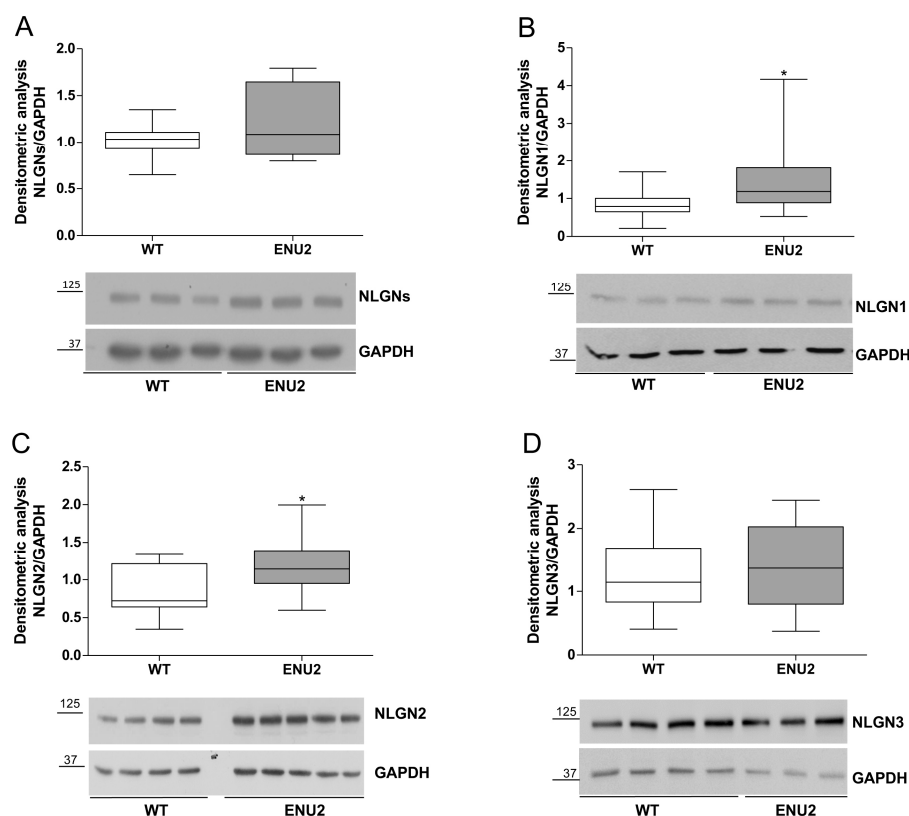 A
Densitometric analysis
NLGNs/GAPDH
2.0
1.5
1.0
0.5
0.0
WT
ENU2
125
NLGNs
37
GAPDH
WT
ENU2
B
Densitometric analysis
NLGN1/GAPDH
5
4
3
2
1
0
*
WT
ENU2
125
NLGN1
37
GAPDH
WT
ENU2
C
Densitometric analysis
NLGN2/GAPDH
2.5
2.0
1.5
1.0
0.5
0.0
*
WT
ENU2
125
NLGN2
37
GAPDH
WT
ENU2
D
Densitometric analysis
NLGN3/GAPDH
3
2
1
0
WT
ENU2
125
NLGN3
37
GAPDH
WT
ENU2